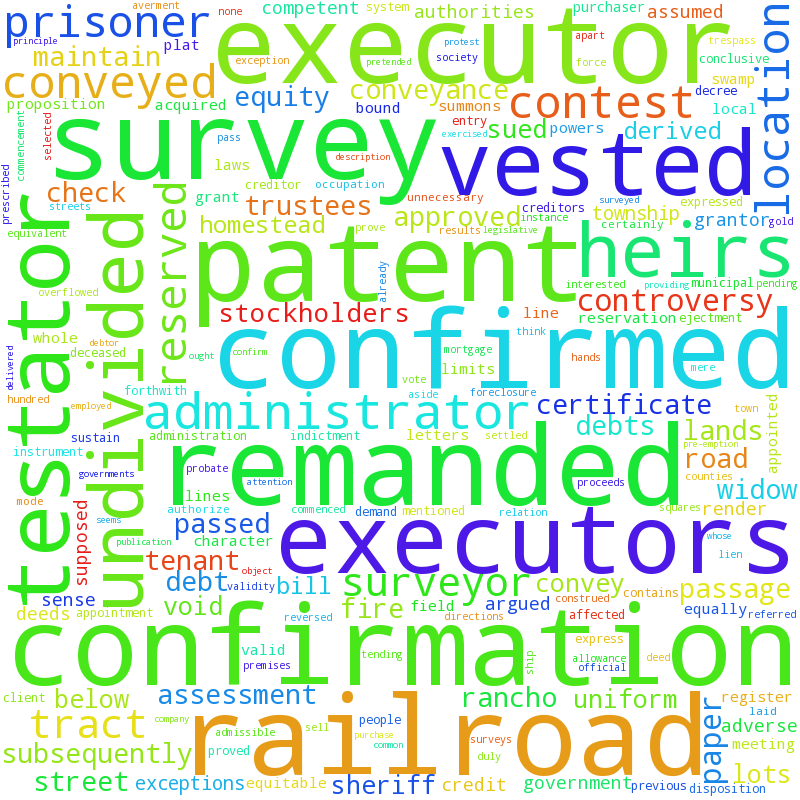 averment
none
competent
system
authorities
purchaser
assumed
prisoner
executor
location
principle
plat
maintain
apart
protest
trespass
pretended
society
exception
force
conclusive
conveyed
swamp
decree
equity
conveyance
contest
proposition
acquired
bound
summons
local
survey
vested
entry
sued
powers
derived
commencement
selected
pass
exercised
description
laws
check
grant
creditor
occupation
unnecessary
prescribed
streets
trustees
approved
creditors
surveyed
expressed
instance
township
grantor
gold
testator
undivided
reserved
homestead
prove
results
legislative
certainly
equivalent
patent
heirs
already
interested
providing
municipal
pending
overflowed
stockholders
controversy
line
reservation
ejectment
confirmed
think
whole
debtor
deceased
ought
confirm
mortgage
limits
hands
mere
delivered
forthwith
vote
aside
foreclosure
hundred
employed
administrator
certificate
town
appointed
sustain
administration
indictment
letters
settled
debts
lands
pre-emption
instrument
remanded
road
counties
governments
probate
attention
proceeds
widow
mode
lines
authorize
commenced
demand
mentioned
relation
squares
render
supposed
seems
passed
character
executors
whose
publication
tenant
object
validity
construed
lien
sense
debt
bill
surveyor
convey
contains
passage
deeds
appointment
void
fire
field
argued
affected
equally
referred
reversed
directions
confirmation
express
valid
premises
tending
ship
allowance
official
deed
client
below
assessment
rancho
uniform
paper
register
company
railroad
people
laid
tract
admissible
sell
purchase
common
surveys
adverse
subsequently
proved
duly
meeting
street
exceptions
equitable
sheriff
credit
government
previous
disposition
lots